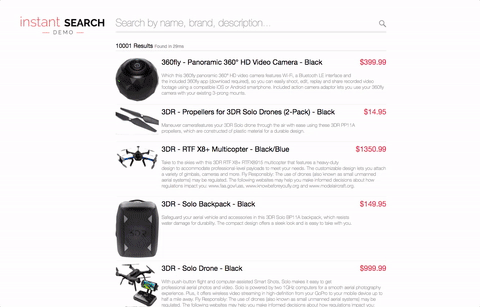 instant SEARCH
DEMO
Search by name, brand, description...
10001 Results Found in 26ms
360fly - Panoramic 360° HD Video Camera - Black $399.99
Which this 360fly panoramic 360° HD video camera features Wi-Fi, a Bluetooth LE interface and
the included 360fly app (download required), so you can easily shoot, edit, replay and share recorded video
footage using a compatible iOS or Android smartphone. Included action camera adaptor lets you use your 360fly
camera with your existing 3-prong mounts.
3DR - Propellers for 3DR Solo Drones (2-Pack) - Black $14.95
Maneuver camerafeatures your 3DR Solo drone through the air with ease using these 3DR PP11A
propellers, which are constructed of plastic material for a durable design.
3DR - RTF X8+ Multicopter - Black/Blue $1350.99
Take to the skies with this 3DR RTF X8+ multicopter that features a heavy-duty
design to accommodate professional-level payloads to meet your needs. The customizable design lets you attach
a variety of gimbals, cameras and more. Fly Responsibly: The use of drones (also known as small unmanned
aerial systems) may be regulated. The following websites may help you make informed decisions about how
regulations impact you: www.faa.gov/uas, www.knowbeforeyoufly.org and www.modelaircraft.org.
3DR - Solo Backpack - Black $149.95
Safeguard your aerial vehicle and accessories in this 3DR Solo BP11A backpack, which resists
water damage for durability. The compact design offers a sleek look and is easy to take with you.
3DR - Solo Drone - Black $999.99
With push-button flight and computer-assisted Smart Shots, Solo makes it easy to get
professional aerial photos and video. Solo is powered by two 1GHz computers for a smooth aerial photography
experience. Plus, it offers wireless video streaming in high definition from your GoPro to your mobile device up to
half a mile away. Fly Responsibly: The use of drones (also known as small unmanned aerial systems) may be
regulated. The following websites may help you make informed decisions about how regulations impact you: